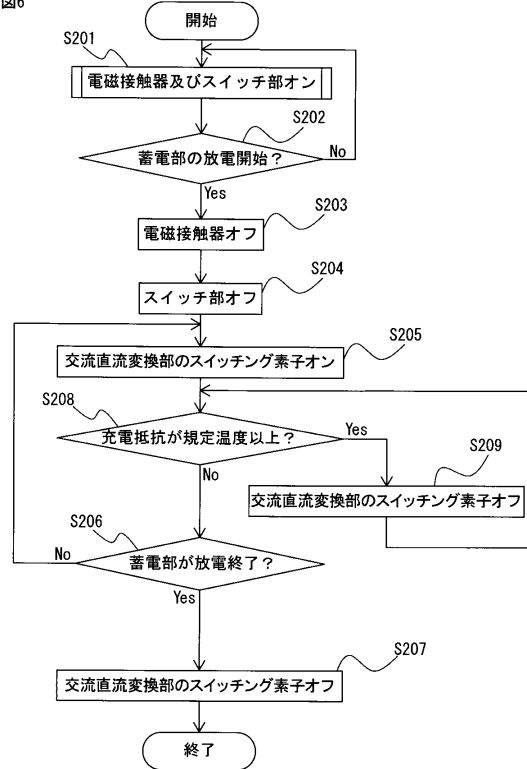 図6
開始
S201
電磁接触器及びスイッチ部オン
S202
蓄電部の放電開始？
No
Yes
S203
電磁接触器オフ
S204
スイッチ部オフ
S205
交流直流変換部のスイッチング素子オン
S208
充電抵抗が規定温度以上？
Yes
No
S209
交流直流変換部のスイッチング素子オフ
S206
蓄電部が放電終了？
No
Yes
S207
交流直流変換部のスイッチング素子オフ
終了